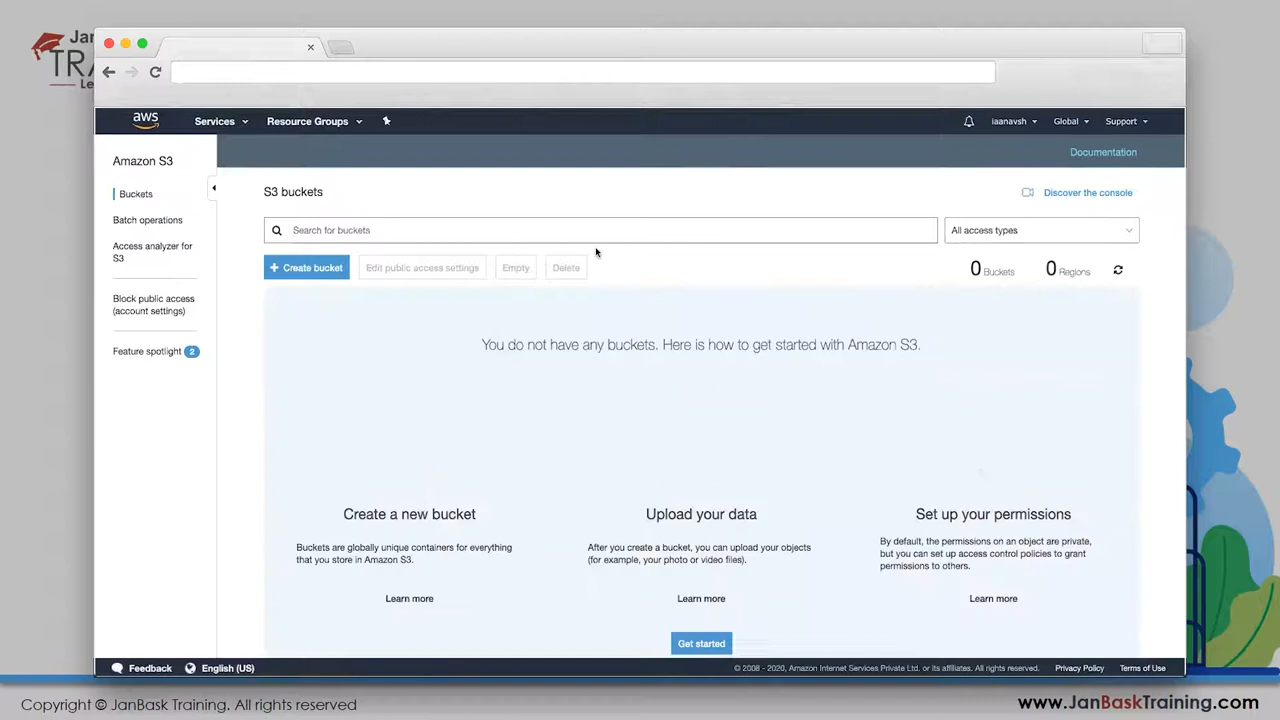 Jan
TRA
Le
aws
Services
Resource Groups
iaanavsh
Global
Support
Amazon S3
Documentation
Buckets
Batch operations
Access analyzer for
S3
Block public access
(account settings)
Feature spotlight 2
S3 buckets
Discover the console
Search for buckets
All access types
+ Create bucket
Edit public access settings
Empty
Delete
0 Buckets
0 Regions
You do not have any buckets. Here is how to get started with Amazon S3.
Create a new bucket
Buckets are globally unique containers for everything
that you store in Amazon S3.
Learn more
Upload your data
After you create a bucket, you can upload your objects
(for example, your photo or video files).
Learn more
Set up your permissions
By default, the permissions on an object are private,
but you can set up access control policies to grant
permissions to others.
Learn more
Get started
Feedback
English (US)
© 2008 - 2020, Amazon Internet Services Private Ltd. or its affiliates. All rights reserved.
Privacy Policy
Terms of Use
Copyright © JanBask Training. All rights reserved
www.JanBaskTraining.com